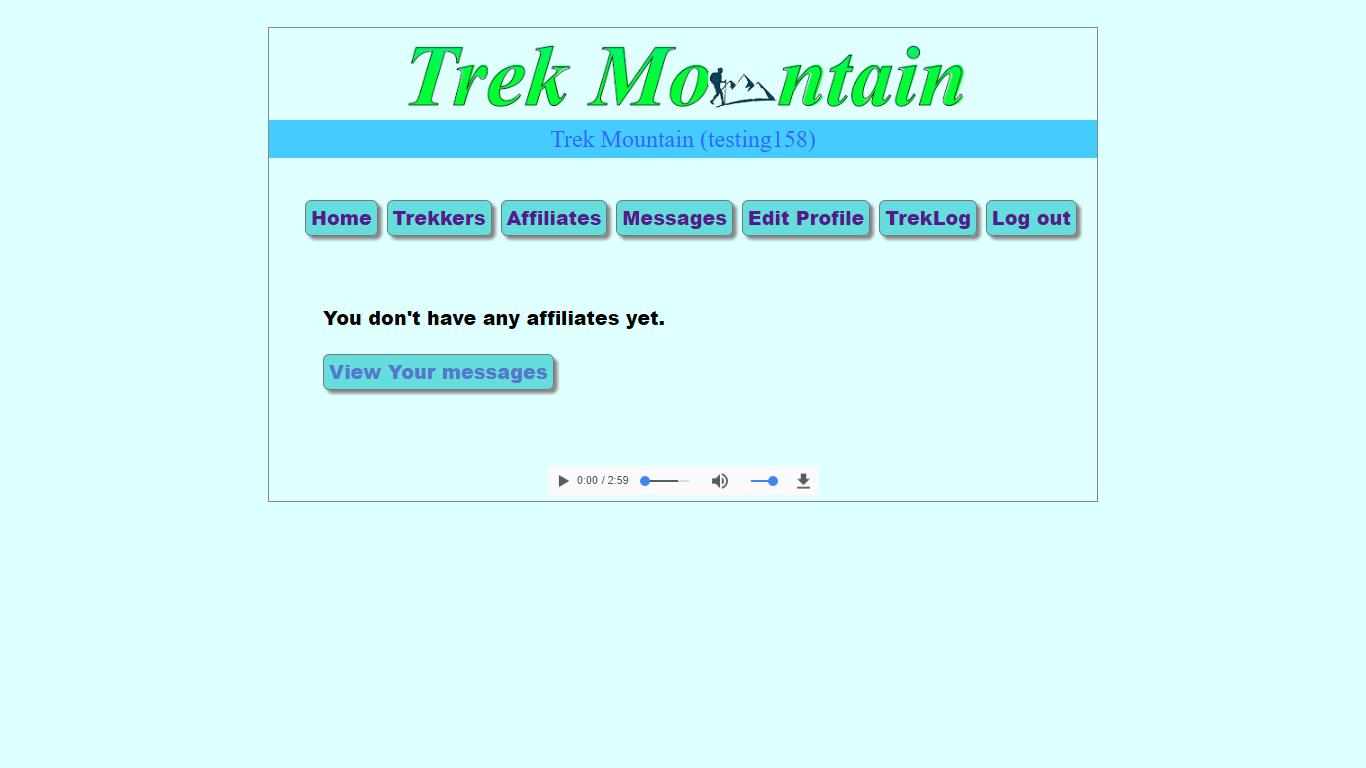 Trek Mountain
Trek Mountain (testing158)
Home Trekkers Affiliates Messages Edit Profile TrekLog Log out
You don't have any affiliates yet.
View Your messages
0:00 / 2:59